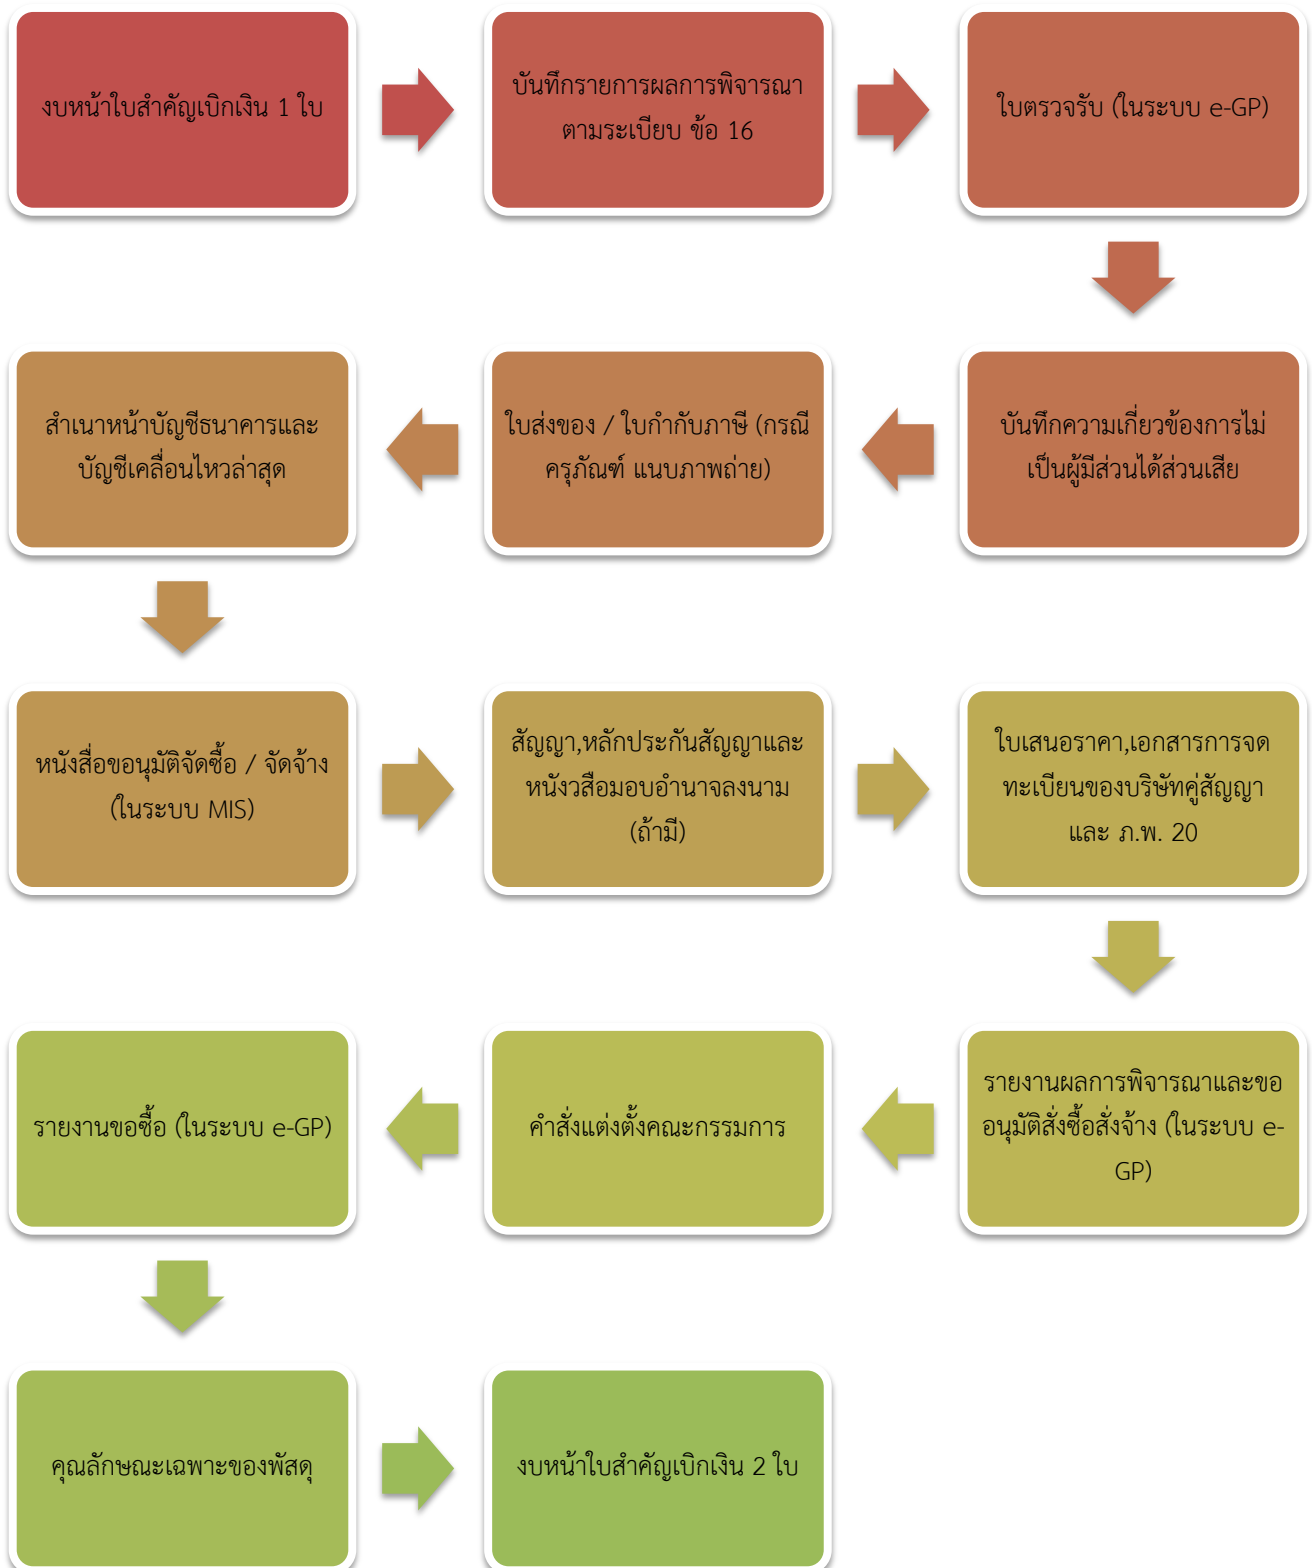 งบหน้าใบสำคัญเบิกเงิน 1 ใบ
บันทึกรายการผลการพิจารณา
ตามระเบียบ ข้อ 16
ใบตรวจรับ (ในระบบ e-GP)
บันทึกความเกี่ยวข้องการไม่
เป็นผู้มีส่วนได้ส่วนเสีย
ใบส่งของ / ใบกำกับภาษี (กรณี
ครุภัณฑ์ แนบภาพถ่าย)
สำเนาหน้าบัญชีธนาคารและ
บัญชีเคลื่อนไหวล่าสุด
หนังสื่อขอนุมัติจัดซื้อ / จัดจ้าง
(ในระบบ MIS)
สัญญา,หลักประกันสัญญาและ
หนังวสือมอบอำนาจลงนาม
(ถ้ามี)
ใบเสนอราคา,เอกสารการจด
ทะเบียนของบริษัทคู่สัญญา
และ ภ.พ. 20
รายงานผลการพิจารณาและขอ
อนุมัติสั่งซื้อสั่งจ้าง (ในระบบ e-
GP)
คำสั่งแต่งตั้งคณะกรรมการ
รายงานขอซื้อ (ในระบบ e-GP)
คุณลักษณะเฉพาะของพัสดุ
งบหน้าใบสำคัญเบิกเงิน 2 ใบ